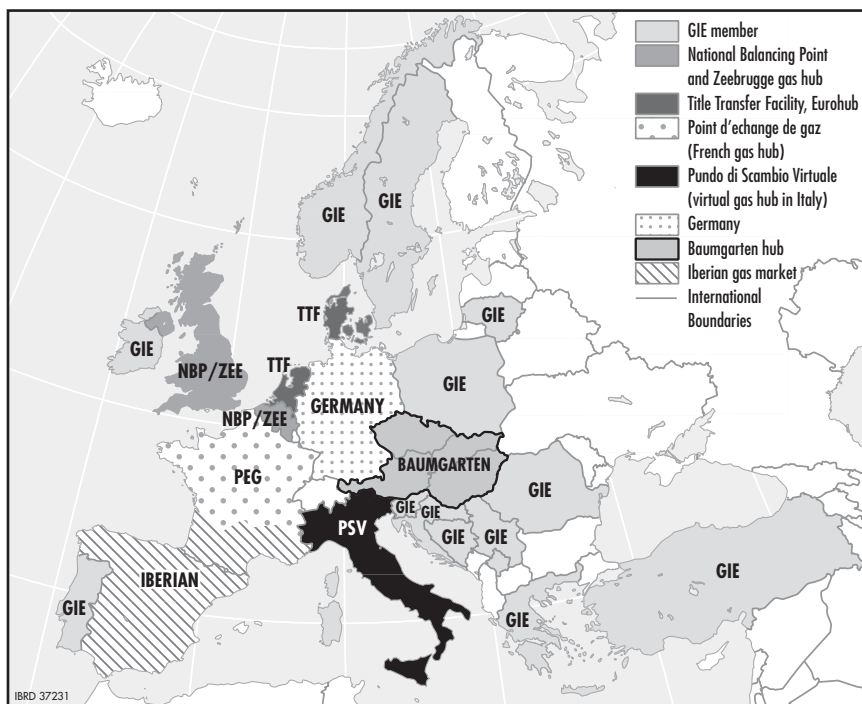 GIE member
National Balancing Point
and Zeebrugge gas hub
Title Transfer Facility, Eurohub
Point d'echange de gaz
(French gas hub)
Pundo di Scambio Virtuale
(virtual gas hub in Italy)
Germany
Baumgarten hub
Iberian gas market
International
Boundaries
GIE
GIE
TTF
GIE
GIE
NBP/ZEE
TTF
GIE
NBP/ZEE
GERMANY
BAUMGARTEN
PEG
GIE
GIE
GIE
PSV
GIE
GIE
IBERIAN
GIE
GIE
GIE
IBRD 37231